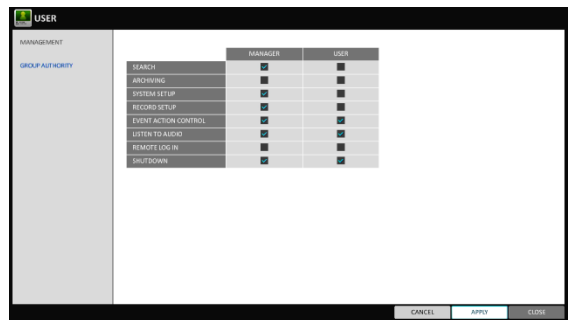 USER
MANAGEMENT
GROUP AUTHORITY
MANAGER USER
SEARCH
ARCHIVING
SYSTEM SETUP
RECORD SETUP
EVENT ACTION CONTROL
LISTEN TO AUDIO
REMOTE LOG IN
SHUTDOWN
CANCEL APPLY CLOSE